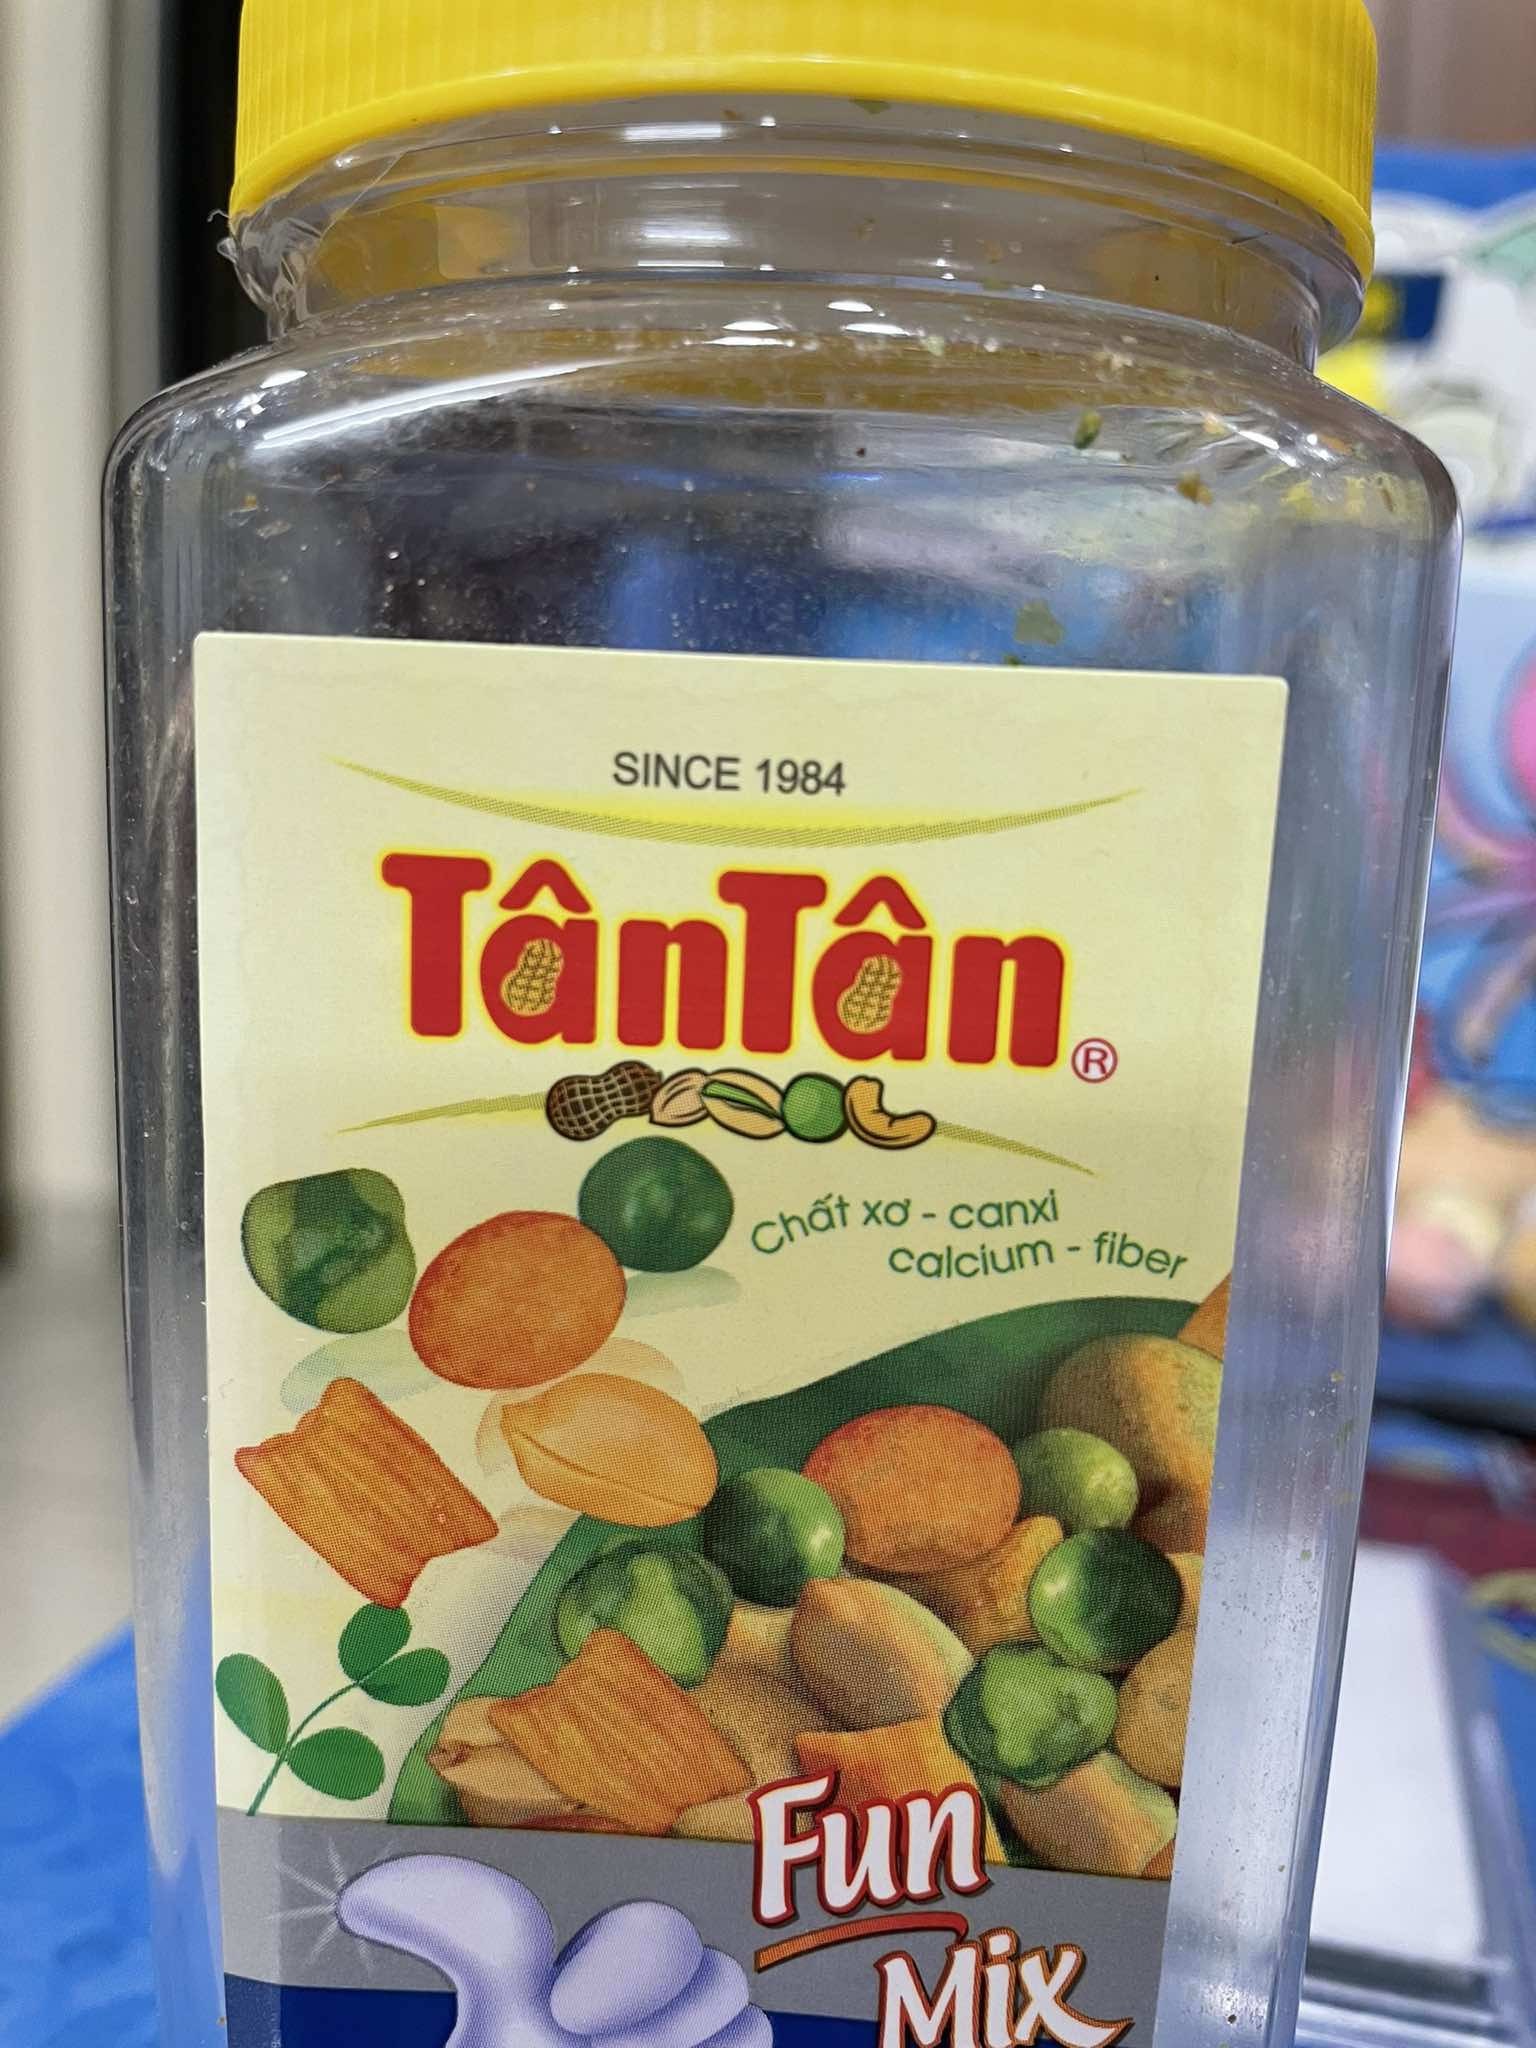 SINCE 1984
TânTân®
Chất xơ - canxi
calcium - fiber
Fun
Mix